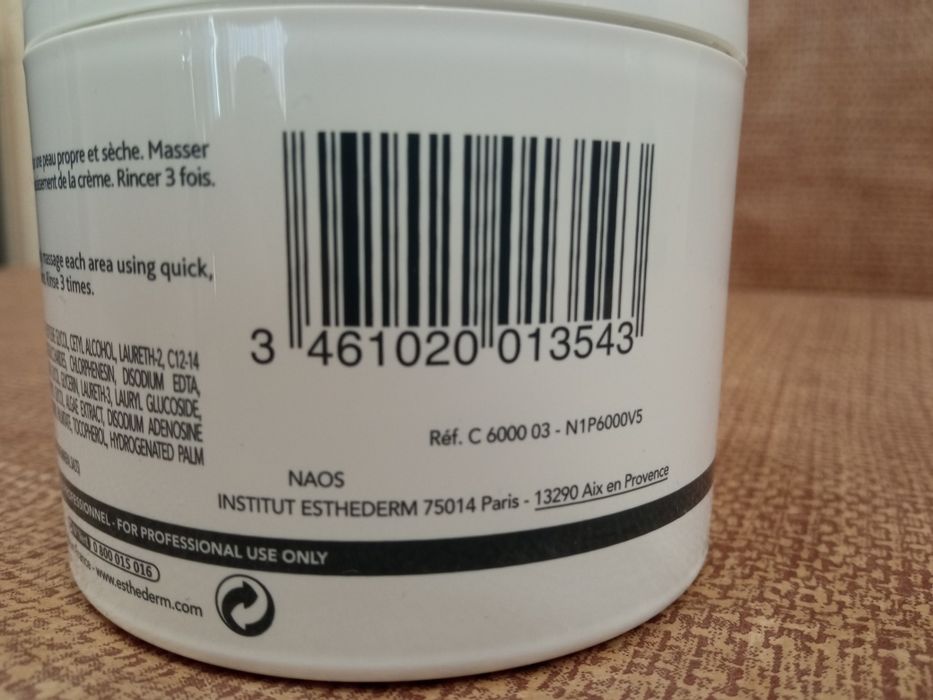 peau propre et sèche. Masser
de la crème. Rincer 3 fois.
massage each area using quick,
Rinse 3 times.
GLYCOL, CETYL ALCOHOL, LAURETH-2, C12-14
CHLORPHENESIN, DISODIUM EDTA,
GLYCERIN, LAURETH-3, LAURYL GLUCOSIDE,
ALGAE EXTRACT, DISODIUM ADENOSINE
TOCOPHEROL, HYDROGENATED PALM
3 461020 013543
Réf. C 6000 03 - N1P6000V5
NAOS
INSTITUT ESTHEDERM 75014 Paris - 13290 Aix en Provence
- FOR PROFESSIONAL USE ONLY
0 800 015 016
- www.esthederm.com